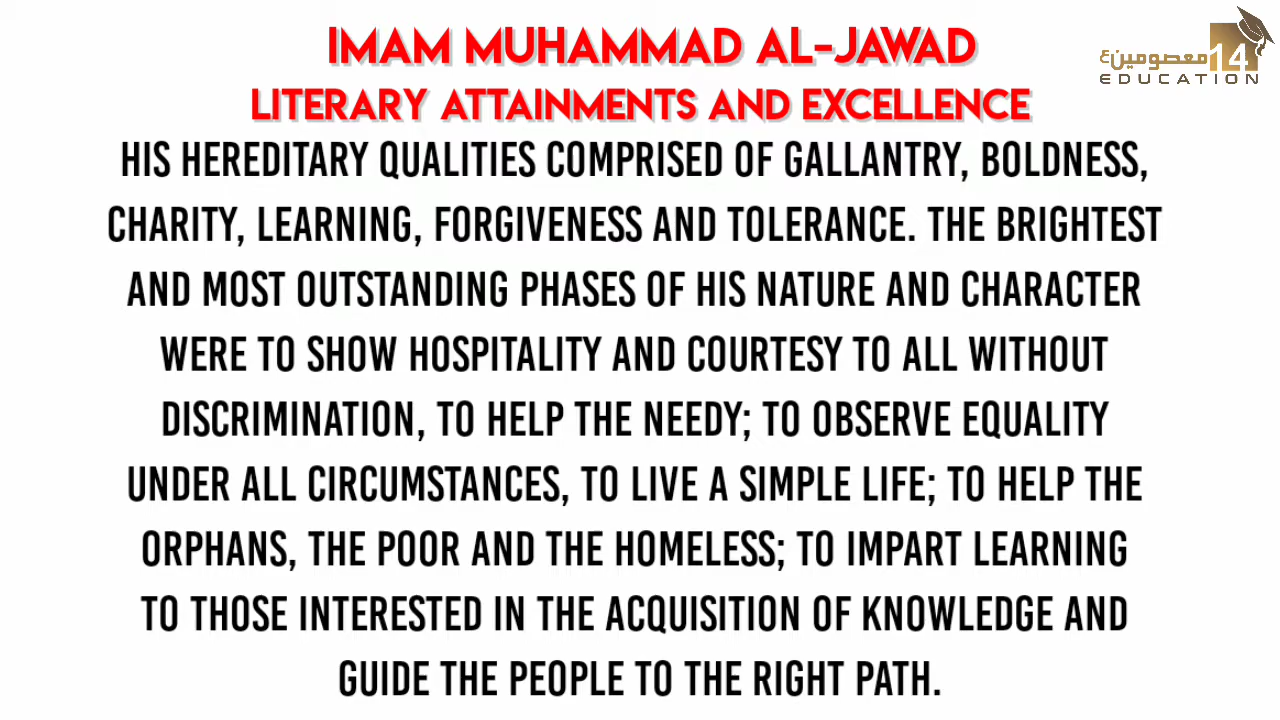 IMAM MUHAMMAD AL-JAWAD
LITERARY ATTAINMENTS AND EXCELLENCE
معصومین ع 14
EDUCATION
HIS HEREDITARY QUALITIES COMPRISED OF GALLANTRY, BOLDNESS,
CHARITY, LEARNING, FORGIVENESS AND TOLERANCE. THE BRIGHTEST
AND MOST OUTSTANDING PHASES OF HIS NATURE AND CHARACTER
WERE TO SHOW HOSPITALITY AND COURTESY TO ALL WITHOUT
DISCRIMINATION, TO HELP THE NEEDY; TO OBSERVE EQUALITY
UNDER ALL CIRCUMSTANCES, TO LIVE A SIMPLE LIFE; TO HELP THE
ORPHANS, THE POOR AND THE HOMELESS; TO IMPART LEARNING
TO THOSE INTERESTED IN THE ACQUISITION OF KNOWLEDGE AND
GUIDE THE PEOPLE TO THE RIGHT PATH.